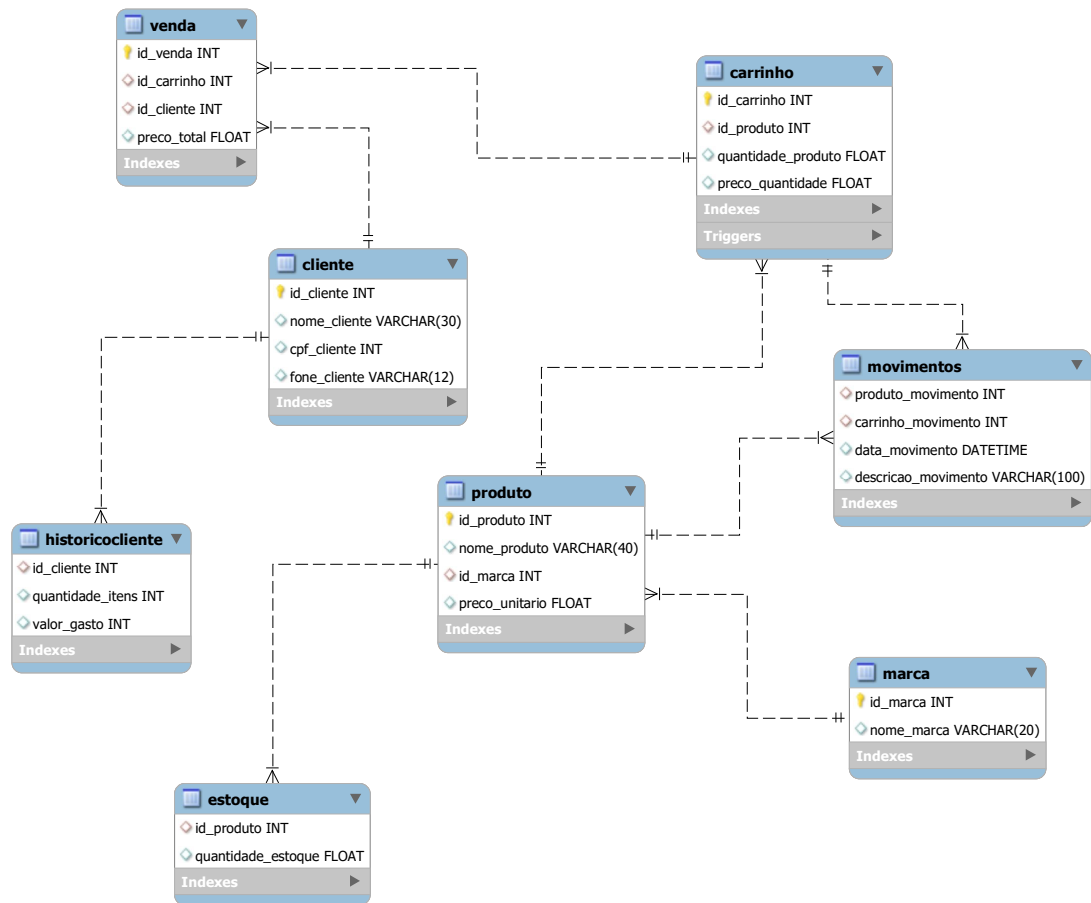 venda
id_venda INT
id_carrinho INT
id_cliente INT
preco_total FLOAT
Indexes
carrinho
id_carrinho INT
id_produto INT
quantidade_produto FLOAT
preco_quantidade FLOAT
Indexes
Triggers
cliente
id_cliente INT
nome_cliente VARCHAR(30)
cpf_cliente INT
fone_cliente VARCHAR(12)
Indexes
movimentos
produto_movimento INT
carrinho_movimento INT
data_movimento DATETIME
descricao_movimento VARCHAR(100)
Indexes
produto
id_produto INT
nome_produto VARCHAR(40)
id_marca INT
preco_unitario FLOAT
Indexes
historicocliente
id_cliente INT
quantidade_itens INT
valor_gasto INT
Indexes
marca
id_marca INT
nome_marca VARCHAR(20)
Indexes
estoque
id_produto INT
quantidade_estoque FLOAT
Indexes